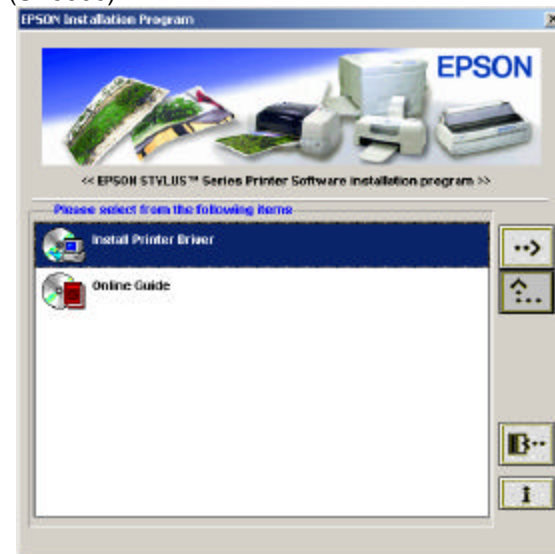 EPSON Installation Program
EPSON
<< EPSON STYLUS™ Series Printer Software installation program >>
Please select from the following items
Install Printer Driver
Online Guide